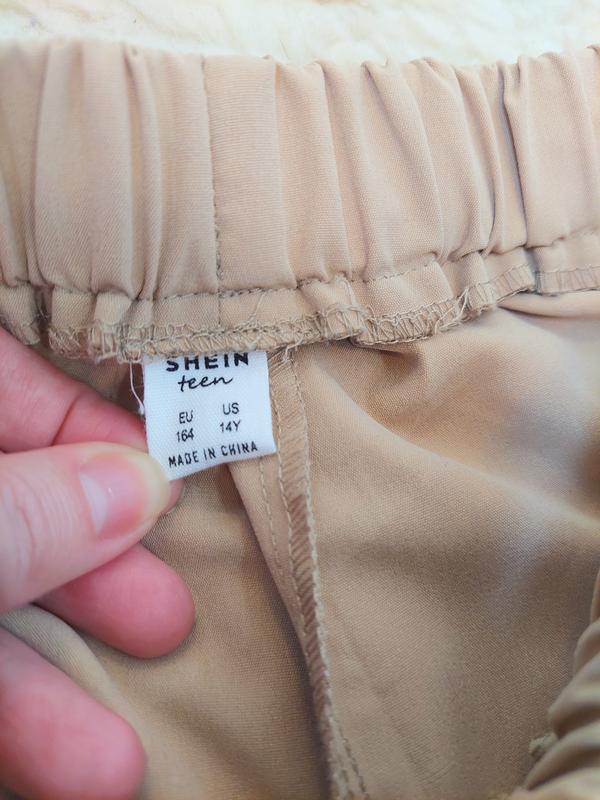 SHEIN
teen
EU US
164 14Y
MADE IN CHINA